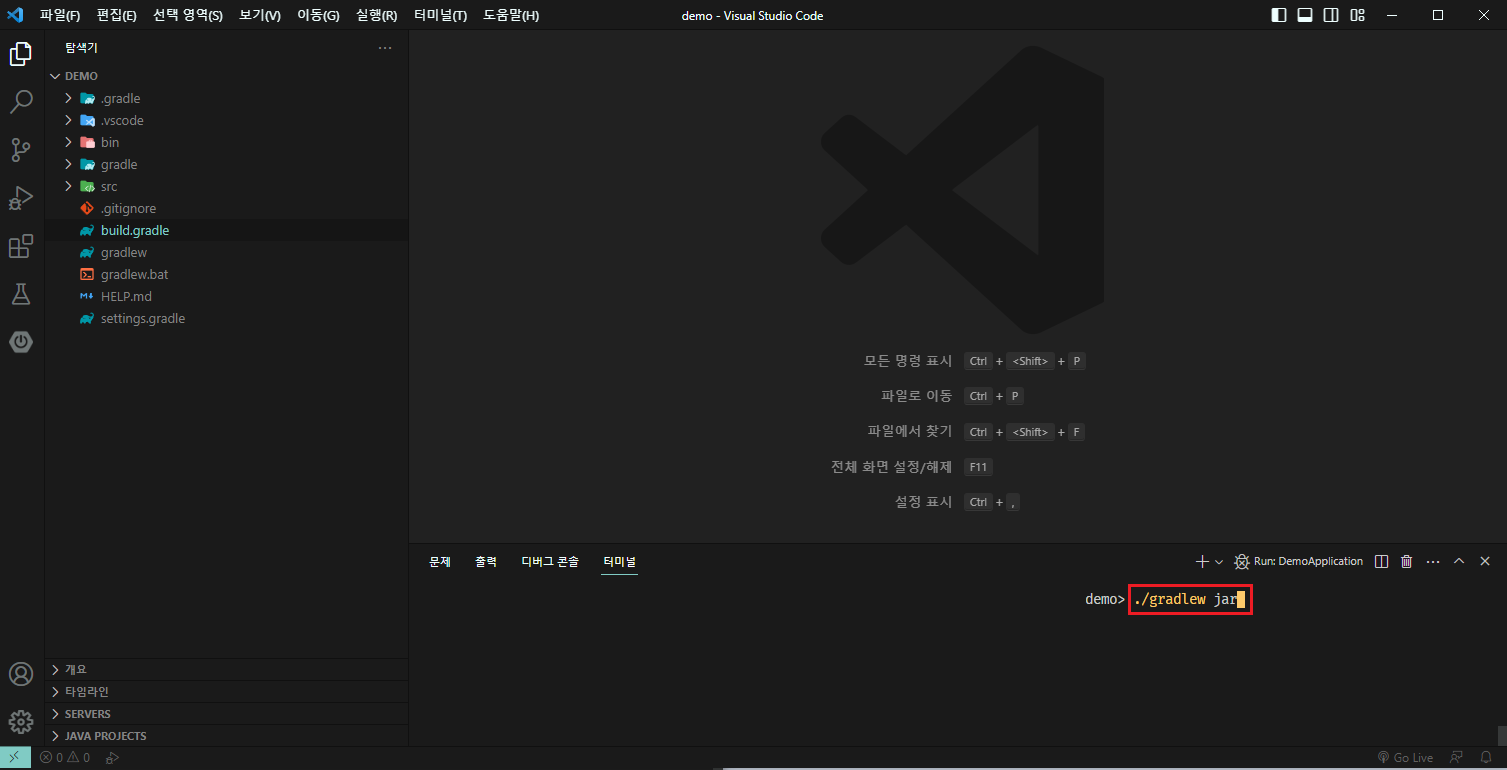 파일(F) 편집(E) 선택 영역(S) 보기(V) 이동(G) 실행(R) 터미널(T) 도움말(H) demo - Visual Studio Code
탐색기
DEMO
.gradle
.vscode
bin
gradle
src
.gitignore
build.gradle
gradlew
gradlew.bat
HELP.md
settings.gradle
개요
타임라인
SERVERS
JAVA PROJECTS
모든 명령 표시 Ctrl + <Shift> + P
파일로 이동 Ctrl + P
파일에서 찾기 Ctrl + <Shift> + F
전체 화면 설정/해제 F11
설정 표시 Ctrl + ,
문제 출력 디버그 콘솔 터미널 Run: DemoApplication
demo> ./gradlew jar
0 0 Go Live